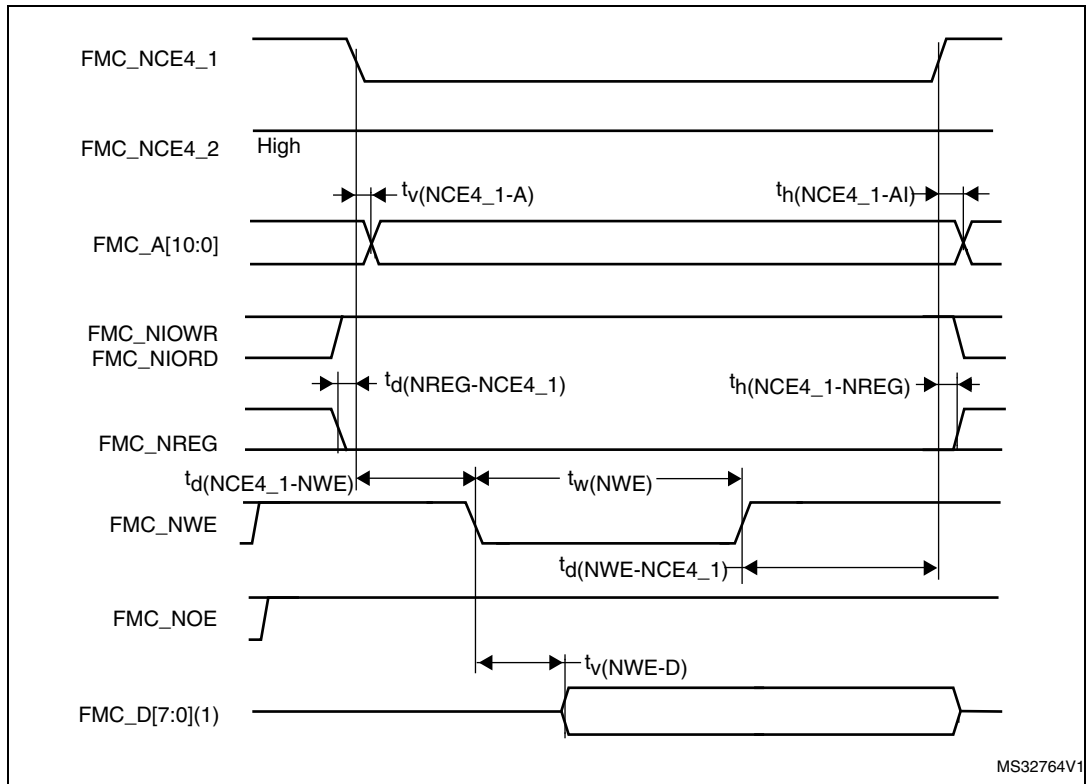 FMC_NCE4_1
FMC_NCE4_2
High
tv(NCE4_1-A)
th(NCE4_1-AI)
FMC_A[10:0]
FMC_NIOWR
FMC_NIORD
td(NREG-NCE4_1)
th(NCE4_1-NREG)
FMC_NREG
td(NCE4_1-NWE)
tw(NWE)
FMC_NWE
td(NWE-NCE4_1)
FMC_NOE
tv(NWE-D)
FMC_D[7:0](1)
MS32764V1